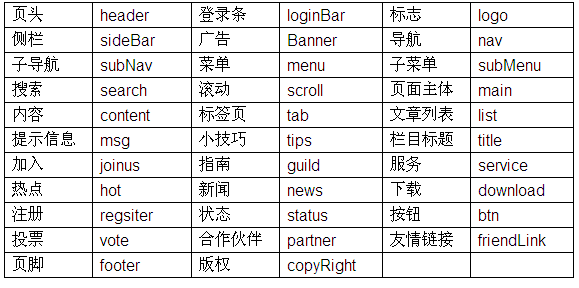 页头 header 登录条 loginBar 标志 logo
侧栏 sideBar 广告 Banner 导航 nav
子导航 subNav 菜单 menu 子菜单 subMenu
搜索 search 滚动 scroll 页面主体 main
内容 content 标签页 tab 文章列表 list
提示信息 msg 小技巧 tips 栏目标题 title
加入 joinus 指南 guild 服务 service
热点 hot 新闻 news 下载 download
注册 regsiter 状态 status 按钮 btn
投票 vote 合作伙伴 partner 友情链接 friendLink
页脚 footer 版权 copyRight